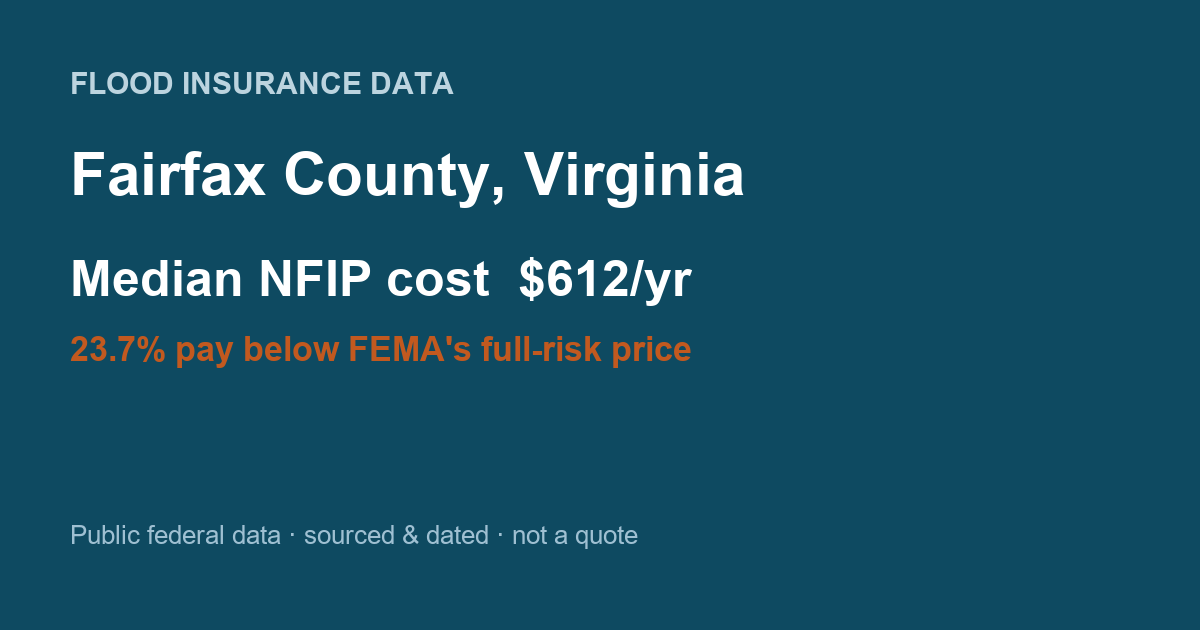 FLOOD INSURANCE DATA
Fairfax County, Virginia
Median NFIP cost  $612/yr
23.7% pay below FEMA's full-risk price
Public federal data · sourced & dated · not a quote